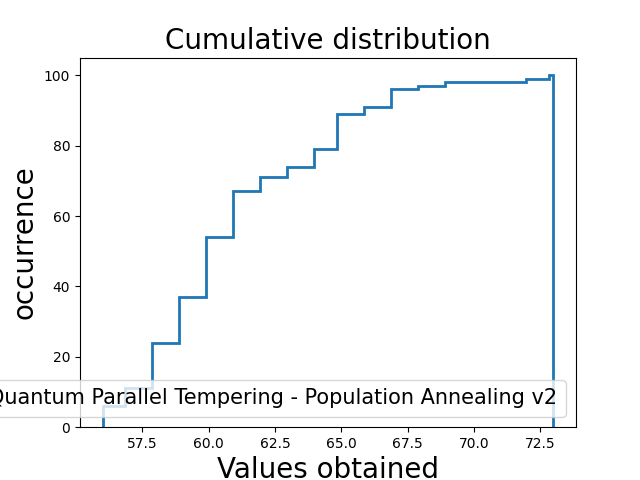 Cumulative distribution
100
80
60
40
20
0
occurrence
Quantum Parallel Tempering - Population Annealing v2
57.5 60.0 62.5 65.0 67.5 70.0 72.5
Values obtained